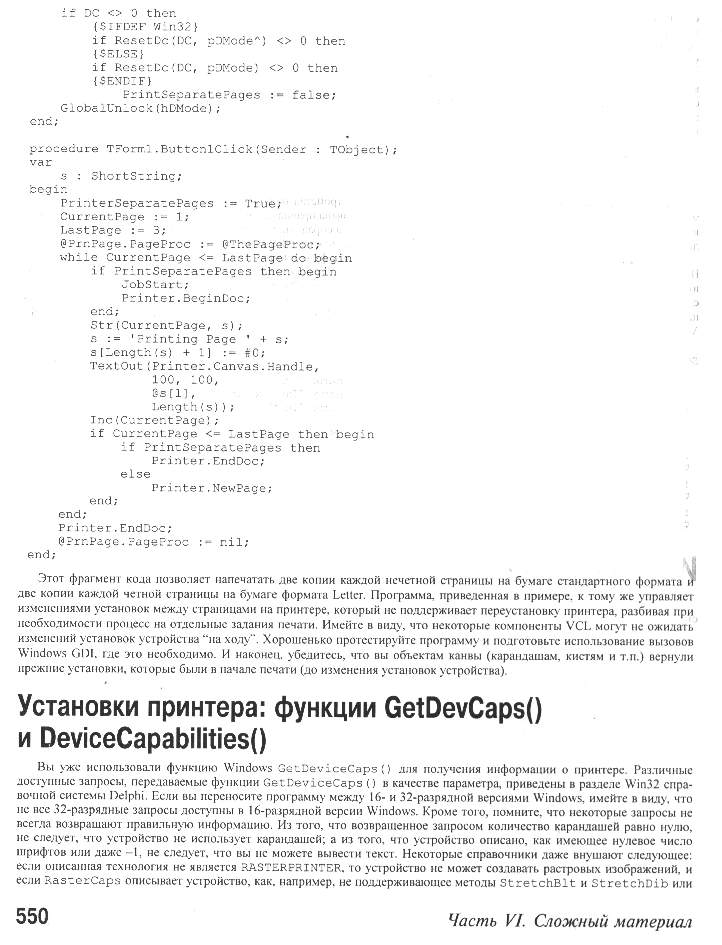 if DC <> 0 then
{$IFDEF Win32}
if ResetDc(DC, pDMode^) <> 0 then
{$ELSE}
if ResetDc(DC, pDMode) <> 0 then
{$ENDIF}
PrintSeparatePages := false;
GlobalUnlock(hDMode);
end;
procedure TForm1.Button1Click(Sender : TObject);
var
s : ShortString;
begin
PrinterSeparatePages := True;
CurrentPage := 1;
LastPage := 3;
@PrnPage.PageProc := @ThePageProc;
while CurrentPage <= LastPage do begin
if PrintSeparatePages then begin
JobStart;
Printer.BeginDoc;
end;
Str(CurrentPage, s);
s := 'Printing Page ' + s;
s[Length(s) + 1] := #0;
TextOut(Printer.Canvas.Handle,
100, 100,
@s[1],
Length(s));
Inc(CurrentPage);
if CurrentPage <= LastPage then begin
if PrintSeparatePages then
Printer.EndDoc;
else
Printer.NewPage;
end;
end;
Printer.EndDoc;
@PrnPage.PageProc := nil;
end;
Этот фрагмент кода позволяет напечатать две копии каждой нечетной страницы на бумаге стандартного формата и
две копии каждой четной страницы на бумаге формата Letter. Программа, приведенная в примере, к тому же управляет
изменениями установок между страницами на принтере, который не поддерживает переустановку принтера, разбивая при
необходимости процесс на отдельные задания печати. Имейте в виду, что некоторые компоненты VCL могут не ожидать
изменений установок устройства “на ходу”. Хорошенько протестируйте программу и подготовьте использование вызовов
Windows GDI, где это необходимо. И наконец, убедитесь, что вы объектам канвы (карандашам, кистям и т.п.) вернули
прежние установки, которые были в начале печати (до изменения установок устройства).
Установки принтера: функции GetDevCaps()
и DeviceCapabilities()
Вы уже использовали функцию Windows GetDeviceCaps() для получения информации о принтере. Различные
доступные запросы, передаваемые функции GetDeviceCaps() в качестве параметра, приведены в разделе Win32 спра-
вочной системы Delphi. Если вы переносите программу между 16- и 32-разрядной версиями Windows, имейте в виду, что
не все 32-разрядные запросы доступны в 16-разрядной версии Windows. Кроме того, помните, что некоторые запросы не
всегда возвращают правильную информацию. Из того, что возвращенное запросом количество карандашей равно нулю,
не следует, что устройство не использует карандашей; а из того, что устройство описано, как имеющее нулевое число
шрифтов или даже –1, не следует, что вы не можете вывести текст. Некоторые справочники даже внушают следующее:
если описанная технология не является RASTERPRINTER, то устройство не может создавать растровых изображений, и
если RasterCaps описывает устройство, как, например, не поддерживающее методы StretchBlt и StretchDib или
550
Часть VI. Сложный материал